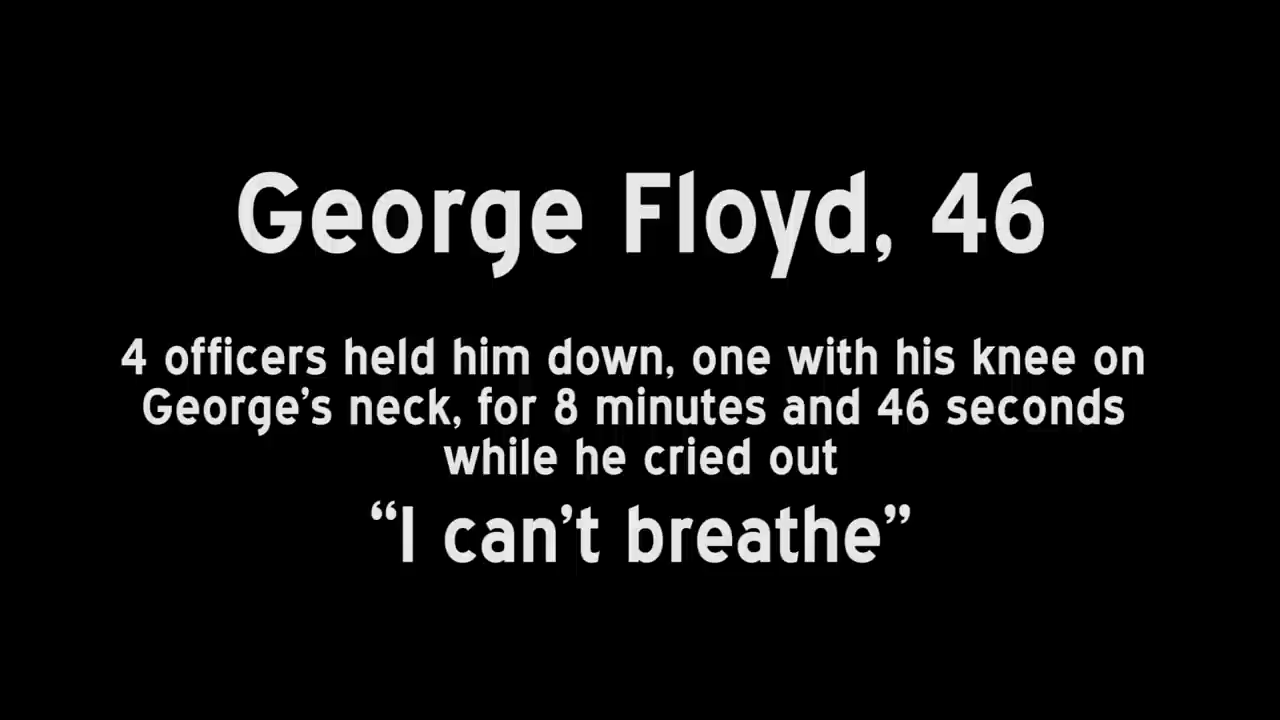 George Floyd, 46
4 officers held him down, one with his knee on
George’s neck, for 8 minutes and 46 seconds
while he cried out
“I can’t breathe”